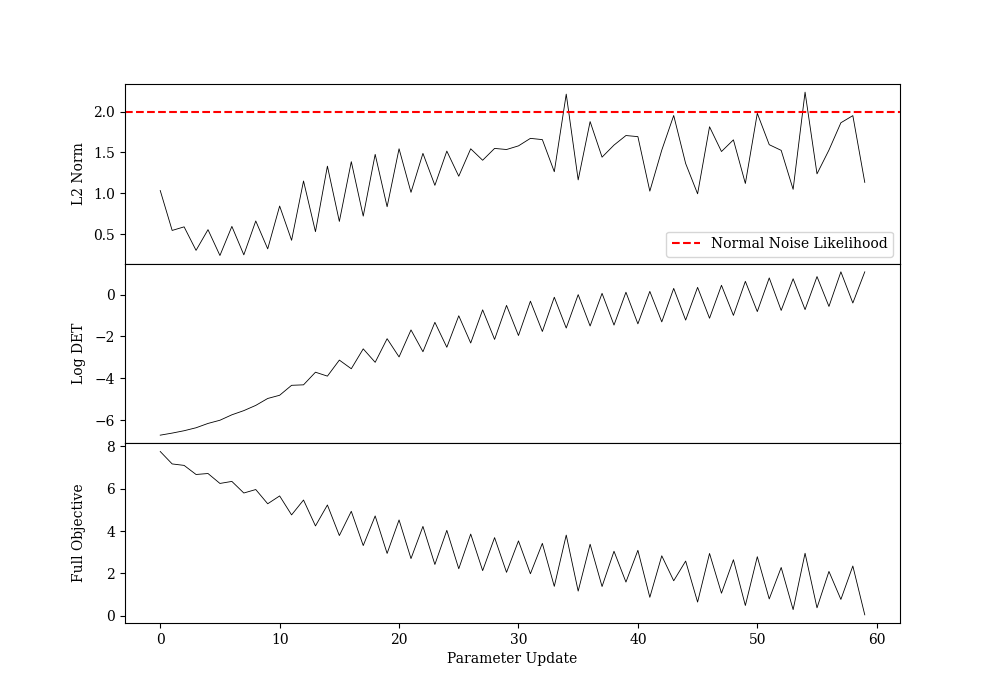 L2 Norm
2.0
1.5
1.0
0.5
Normal Noise Likelihood
Log DET
0
−2
−4
−6
Full Objective
8
6
4
2
0
0 10 20 30 40 50 60
Parameter Update